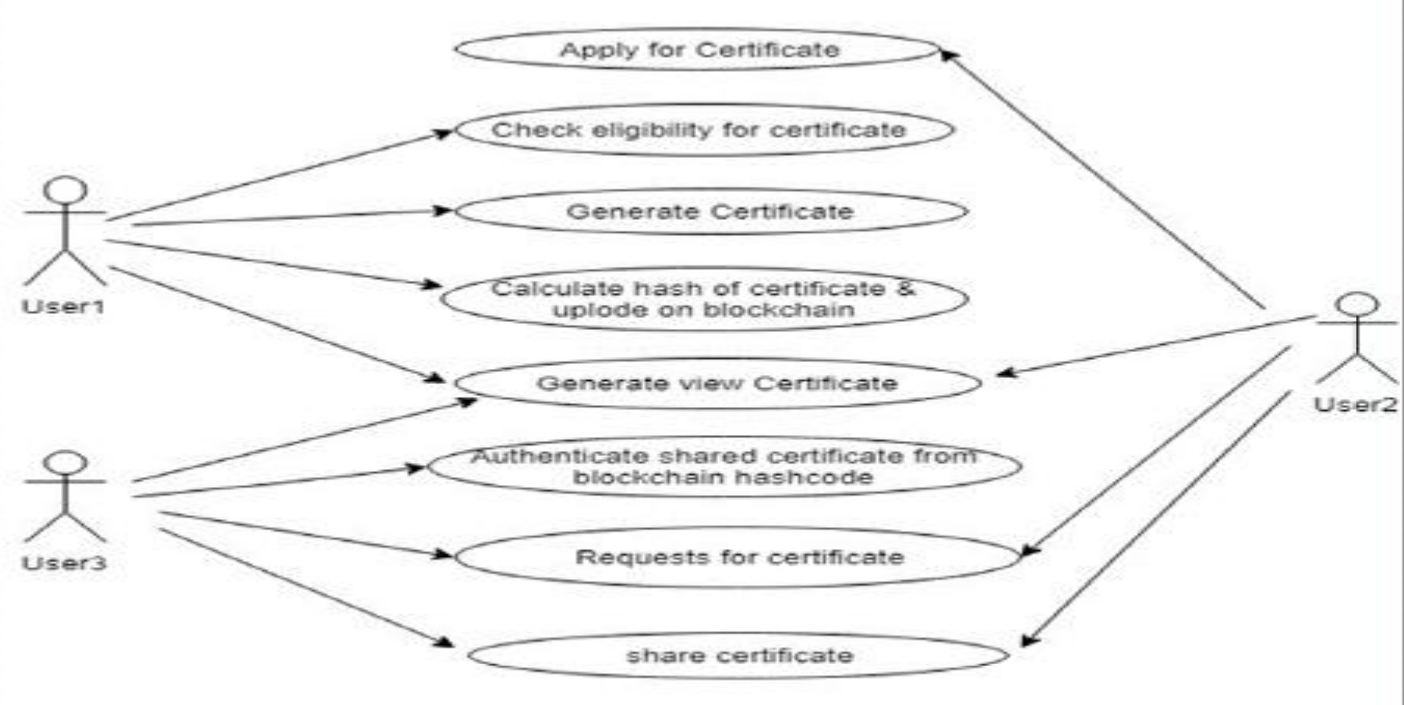 Apply for Certificate
Check eligibility for certificate
Generate Certificate
User1
Calculate hash of certificate &
uplode on blockchain
Generate view Certificate
User2
Authenticate shared certificate from
blockchain hashcode
User3
Requests for certificate
share certificate